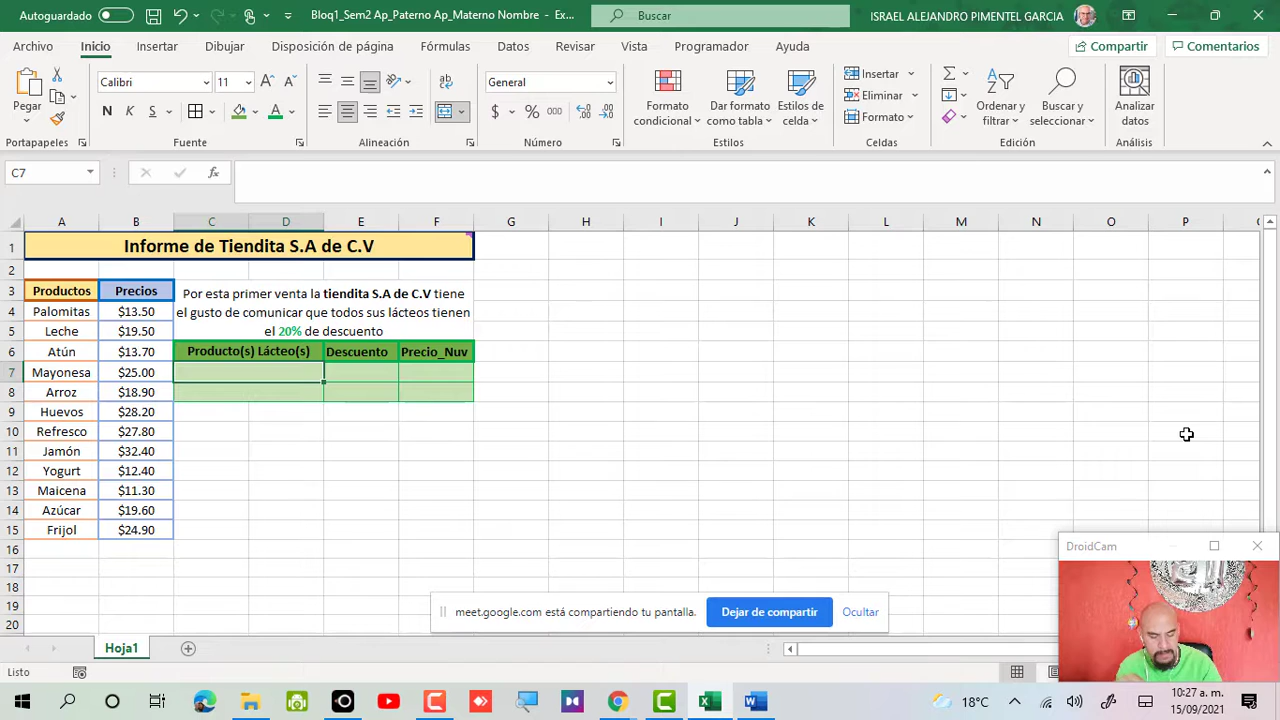 Autoguardado
Bloq1_Sem2 Ap_Paterno Ap_Materno Nombre - Ex...
Buscar
ISRAEL ALEJANDRO PIMENTEL GARCIA
Archivo Inicio Insertar Dibujar Disposición de página Fórmulas Datos Revisar Vista Programador Ayuda
Compartir Comentarios
Pegar
Calibri 11
N K S
General
$ % 000
Formato condicional
Dar formato como tabla
Estilos de celda
Insertar
Eliminar
Formato
Ordenar y filtrar
Buscar y seleccionar
Analizar datos
Portapapeles Fuente Alineación Número Estilos Celdas Edición Análisis
C7 fx
A B C D E F G H I J K L M N O P
1 Informe de Tiendita S.A de C.V
2
3 Productos Precios
Por esta primer venta la tiendita S.A de C.V tiene
4 Palomitas $13.50
el gusto de comunicar que todos sus lácteos tienen
5 Leche $19.50
el 20% de descuento
6 Atún $13.70 Producto(s) Lácteo(s) Descuento Precio_Nuv
7 Mayonesa $25.00
8 Arroz $18.90
9 Huevos $28.20
10 Refresco $27.80
11 Jamón $32.40
12 Yogurt $12.40
13 Maicena $11.30
14 Azúcar $19.60
15 Frijol $24.90
16
17
18
19
20
DroidCam
meet.google.com está compartiendo tu pantalla. Dejar de compartir Ocultar
Hoja1
Listo
18°C
10:27 a. m.
15/09/2021